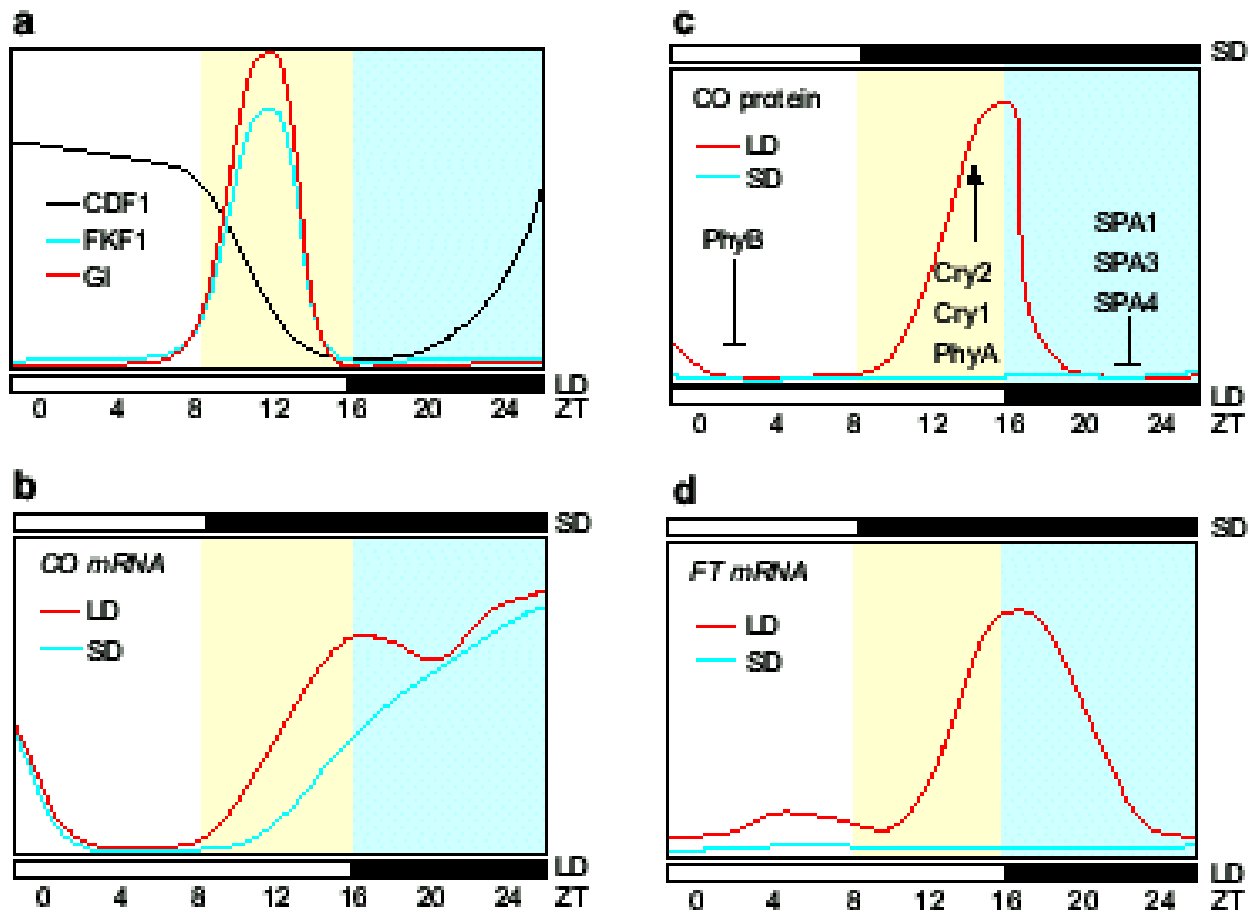 a
CDF1
FKF1
GI
LD
0 4 8 12 16 20 24 ZT
b
SD
CO mRNA
LD
SD
LD
0 4 8 12 16 20 24 ZT
c
SD
CO protein
LD
SD
PhyB
Cry2
Cry1
PhyA
SPA1
SPA3
SPA4
LD
0 4 8 12 16 20 24 ZT
d
SD
FT mRNA
LD
SD
LD
0 4 8 12 16 20 24 ZT